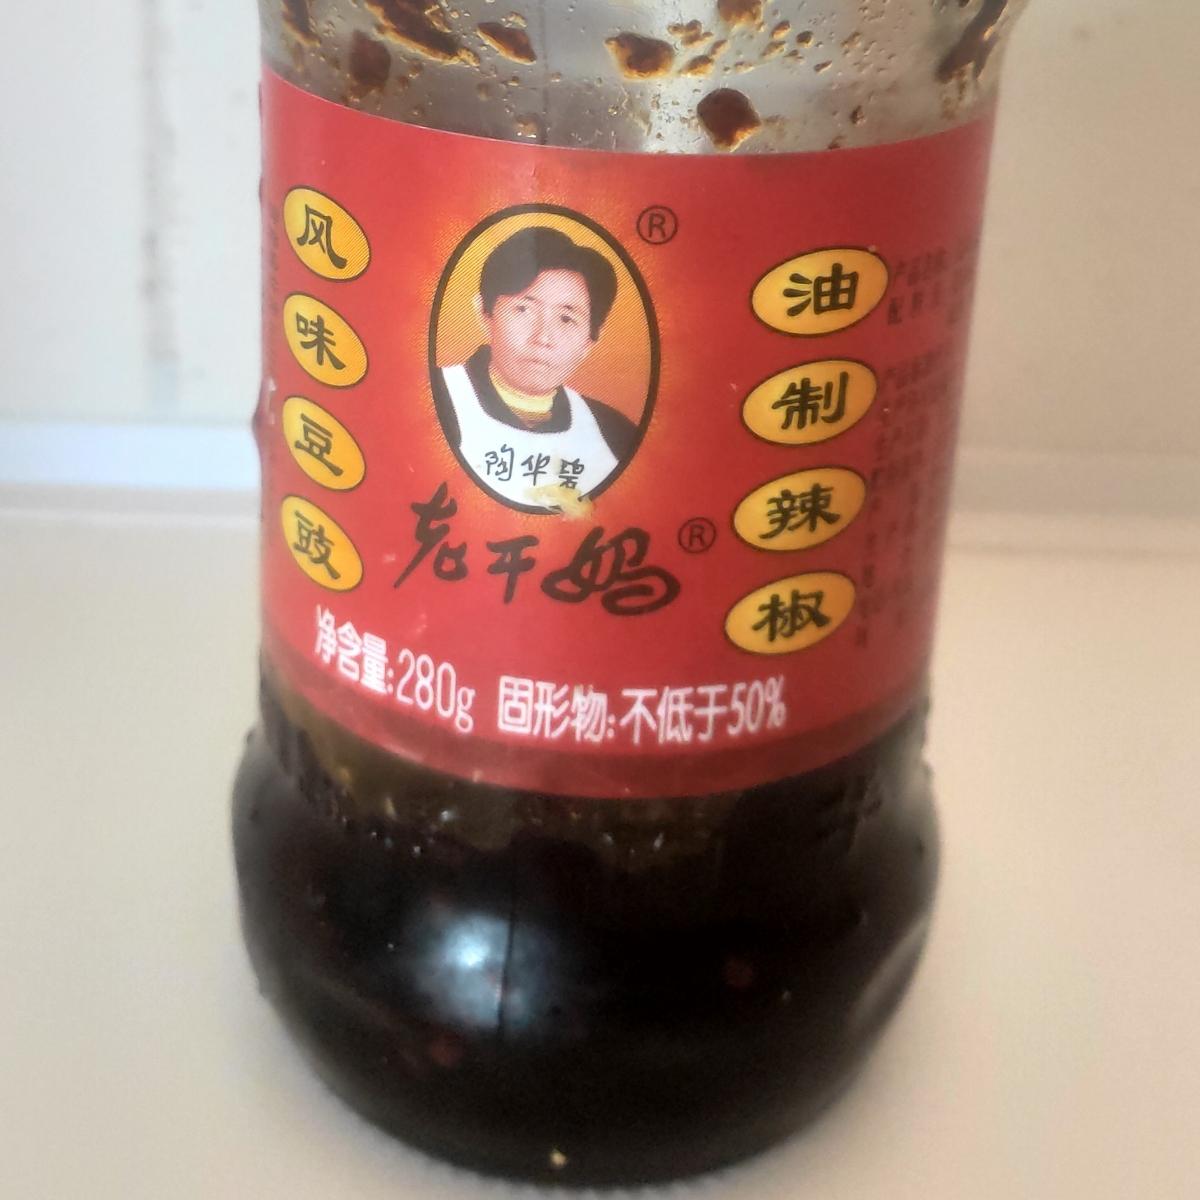 风味豆豉
®
陶华碧
老干妈®
油制辣椒
净含量:280g 固形物:不低于50%